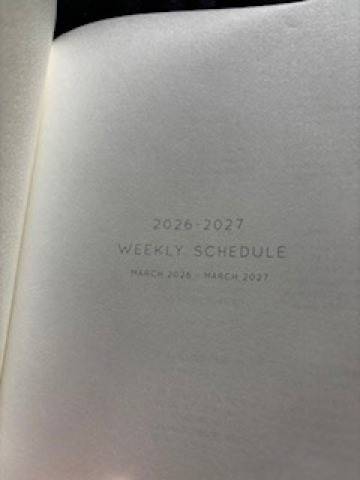 2026-2027
WEEKLY SCHEDULE
MARCH 2026 - MARCH 2027